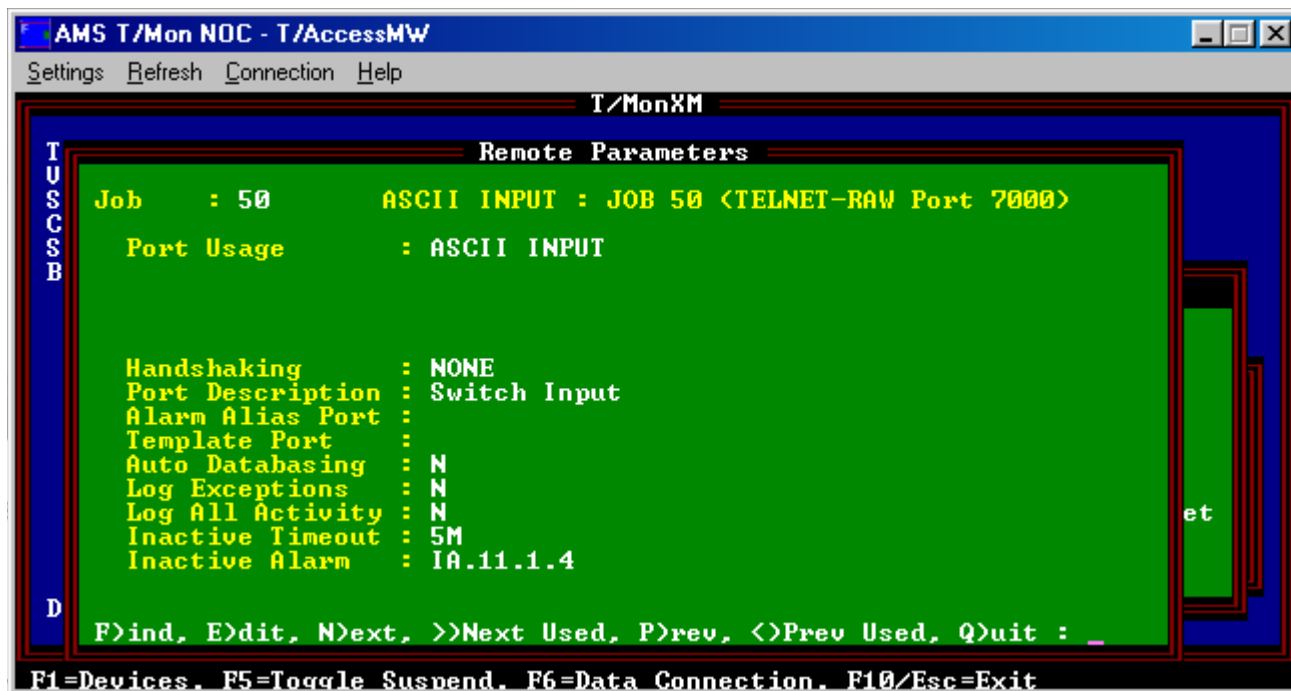 AMS T/Mon NOC - T/AccessMW
Settings Refresh Connection Help
T/MonXM
Remote Parameters
T
U
S
C
S
B
Job : 50 ASCII INPUT : JOB 50 (TELNET-RAW Port 7000)
Port Usage : ASCII INPUT
Handshaking : NONE
Port Description : Switch Input
Alarm Alias Port :
Template Port :
Auto Databasing : N
Log Exceptions : N
Log All Activity : N
et
Inactive Timeout : 5M
Inactive Alarm : IA.11.1.4
D
F)ind, E)dit, N)ext, >)Next Used, P)rev, <)Prev Used, Q)uit : _
F1=Devices, F5=Toggle Suspend, F6=Data Connection, F10/Esc=Exit